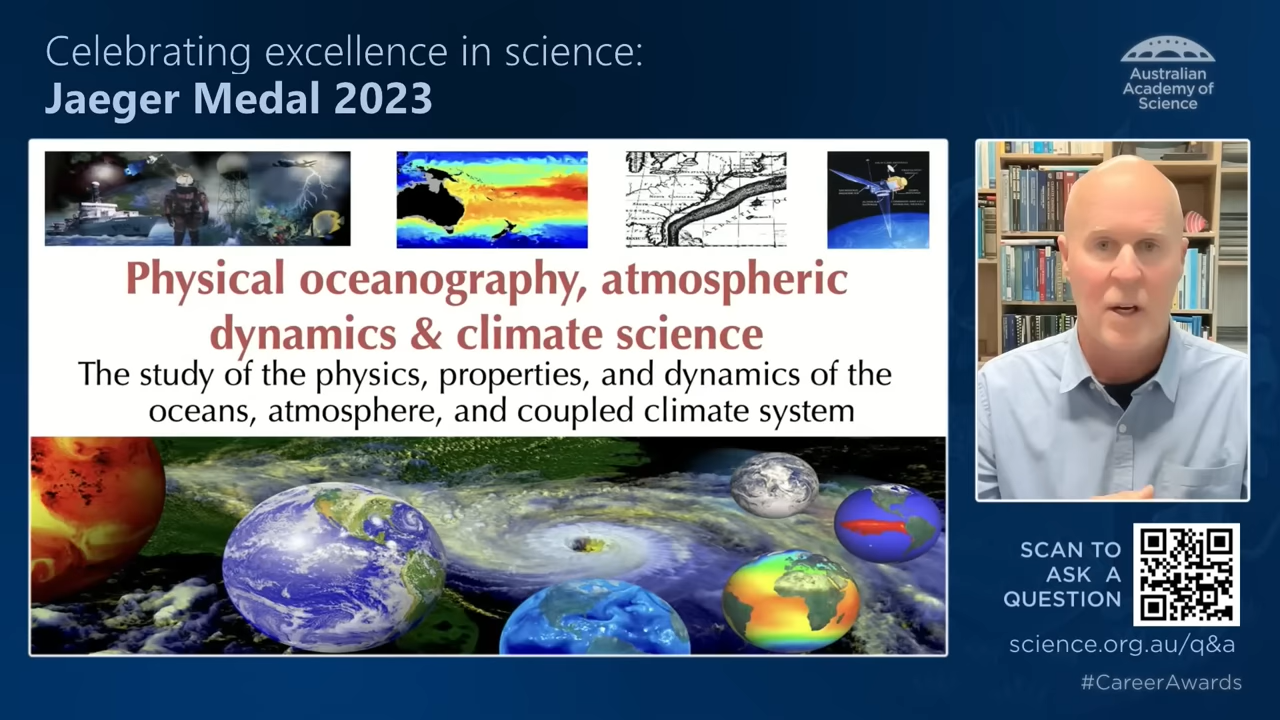 Celebrating excellence in science:
Jaeger Medal 2023
Australian
Academy of
Science
Physical oceanography, atmospheric
dynamics & climate science
The study of the physics, properties, and dynamics of the
oceans, atmosphere, and coupled climate system
SCAN TO
ASK A
QUESTION
science.org.au/q&a
#CareerAwards